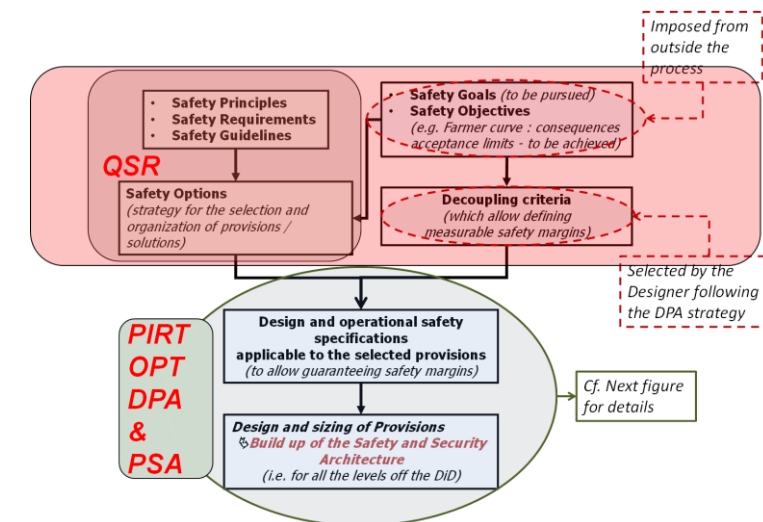 Imposed from
outside the
process
• Safety Principles
• Safety Requirements
• Safety Guidelines
• Safety Goals (to be pursued)
• Safety Objectives
(e.g. Farmer curve : consequences
acceptance limits - to be achieved)
QSR
Safety Options
(strategy for the selection and
organization of provisions /
solutions)
Decoupling criteria
(which allow defining
measurable safety margins)
Selected by the
Designer following
the DPA strategy
PIRT
OPT
DPA
&
PSA
Design and operational safety
specifications
applicable to the selected provisions
(to allow guaranteeing safety margins)
Cf. Next figure
for details
Design and sizing of Provisions
Build up of the Safety and Security
Architecture
(i.e. for all the levels off the DiD)